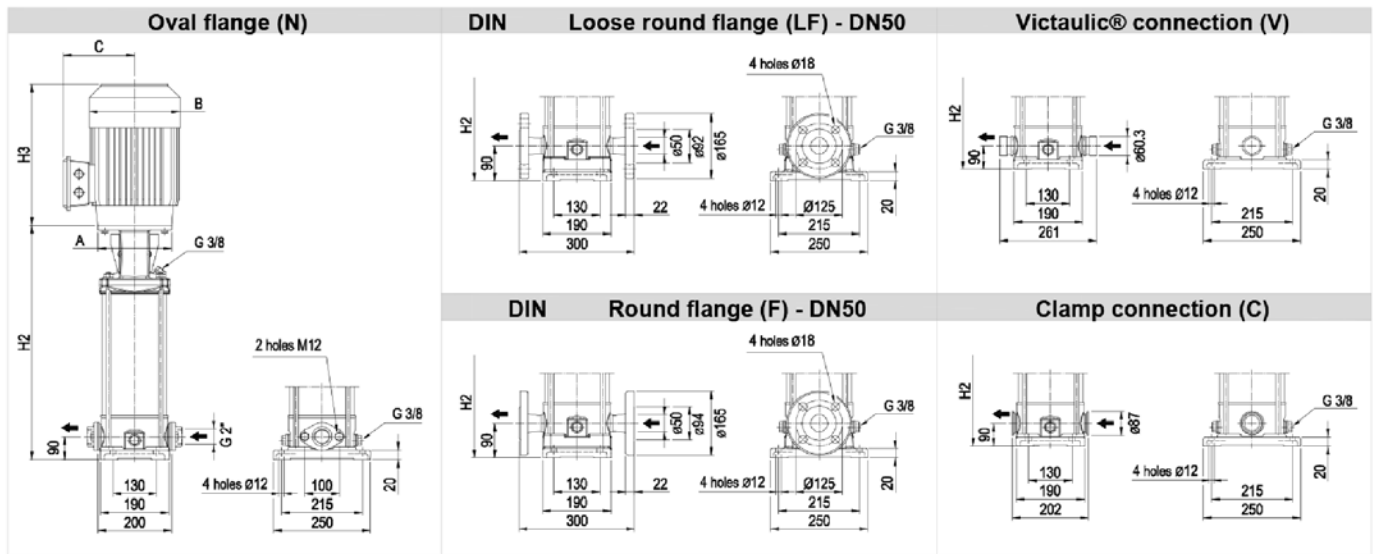 Oval flange (N)
C
B
H3
A
G 3/8
H2
2 holes M12
G 3/8
G 2"
90
4 holes Ø12
20
130
100
190
215
200
250
DIN Loose round flange (LF) - DN50
4 holes Ø18
H2
G 3/8
90
ø50
ø92
ø165
4 holes Ø12
20
130
22
Ø125
190
215
300
250
Victaulic® connection (V)
H2
G 3/8
90
ø60.3
4 holes Ø12
20
130
190
215
261
250
DIN Round flange (F) - DN50
4 holes Ø18
H2
G 3/8
90
ø50
ø94
ø165
4 holes Ø12
20
130
22
Ø125
190
215
300
250
Clamp connection (C)
H2
G 3/8
90
ø87
4 holes Ø12
20
130
190
215
202
250